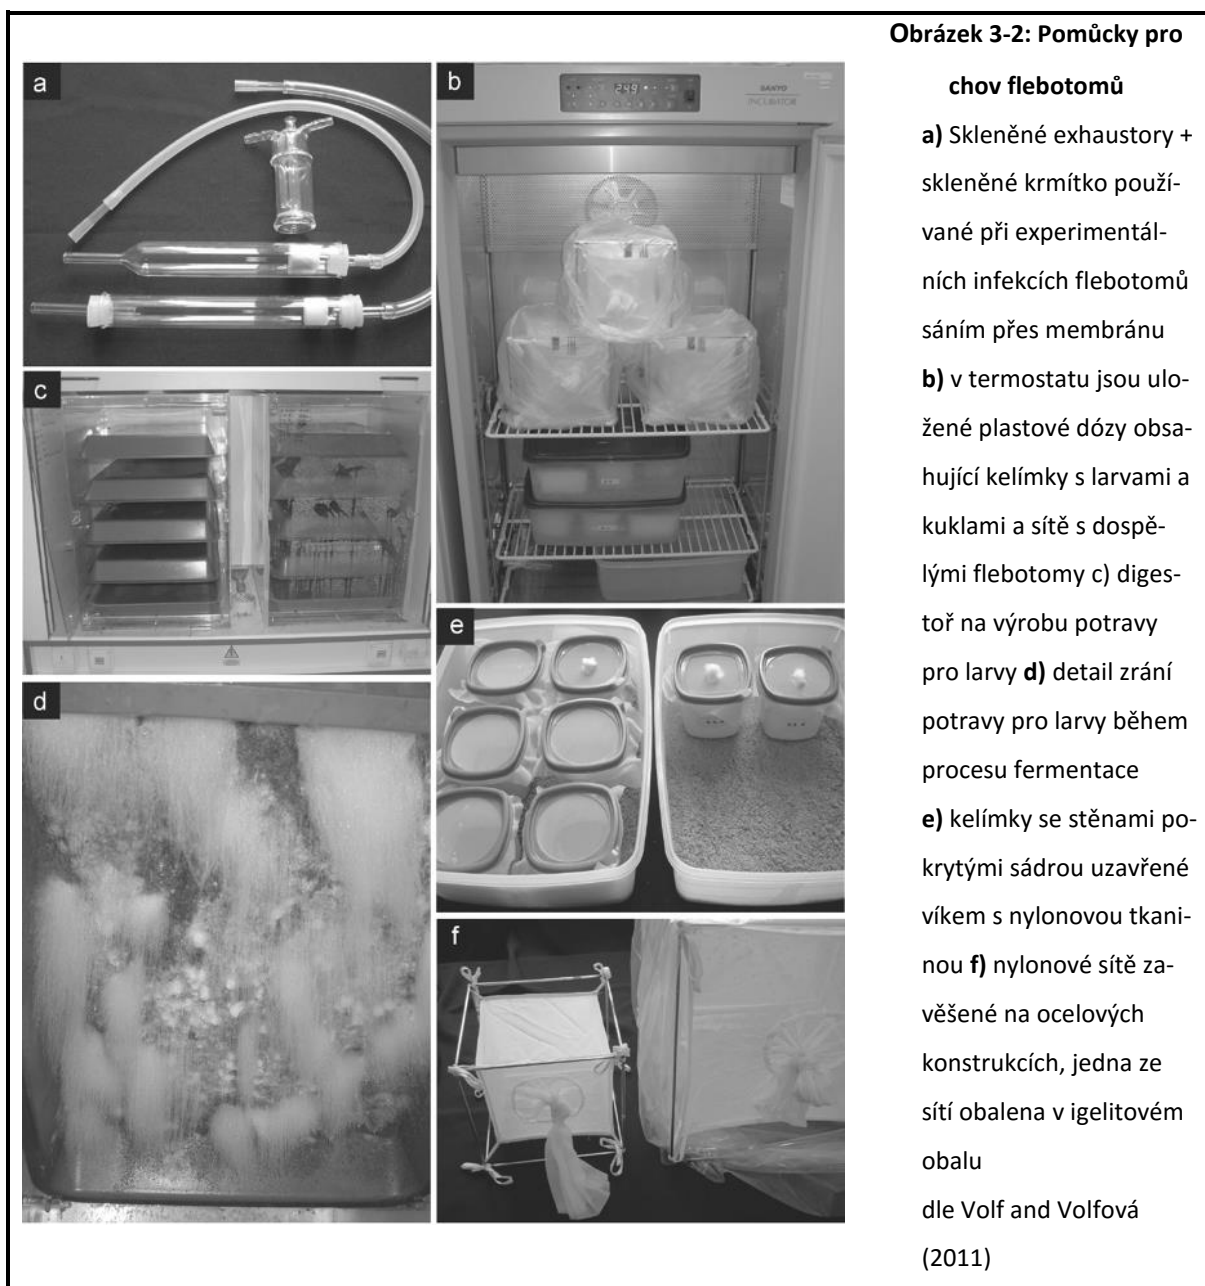 Obrázek 3-2: Pomůcky pro
chov flebotomů
a) Skleněné exhaustory +
skleněné krmítko použí-
vané při experimentál-
ních infekcích flebotomů
sáním přes membránu
b) v termostatu jsou ulo-
žené plastové dózy obsa-
hující kelímky s larvami a
kuklami a sítě s dospě-
lými flebotomy c) diges-
toř na výrobu potravy
pro larvy d) detail zrání
potravy pro larvy během
procesu fermentace
e) kelímky se stěnami po-
krytými sádrou uzavřené
víkem s nylonovou tkani-
nou f) nylonové sítě za-
věšené na ocelových
konstrukcích, jedna ze
sítí obalena v igelitovém
obalu
dle Volf and Volfová
(2011)
a
b
249
SANYO
INCUBATOR
c
e
d
f